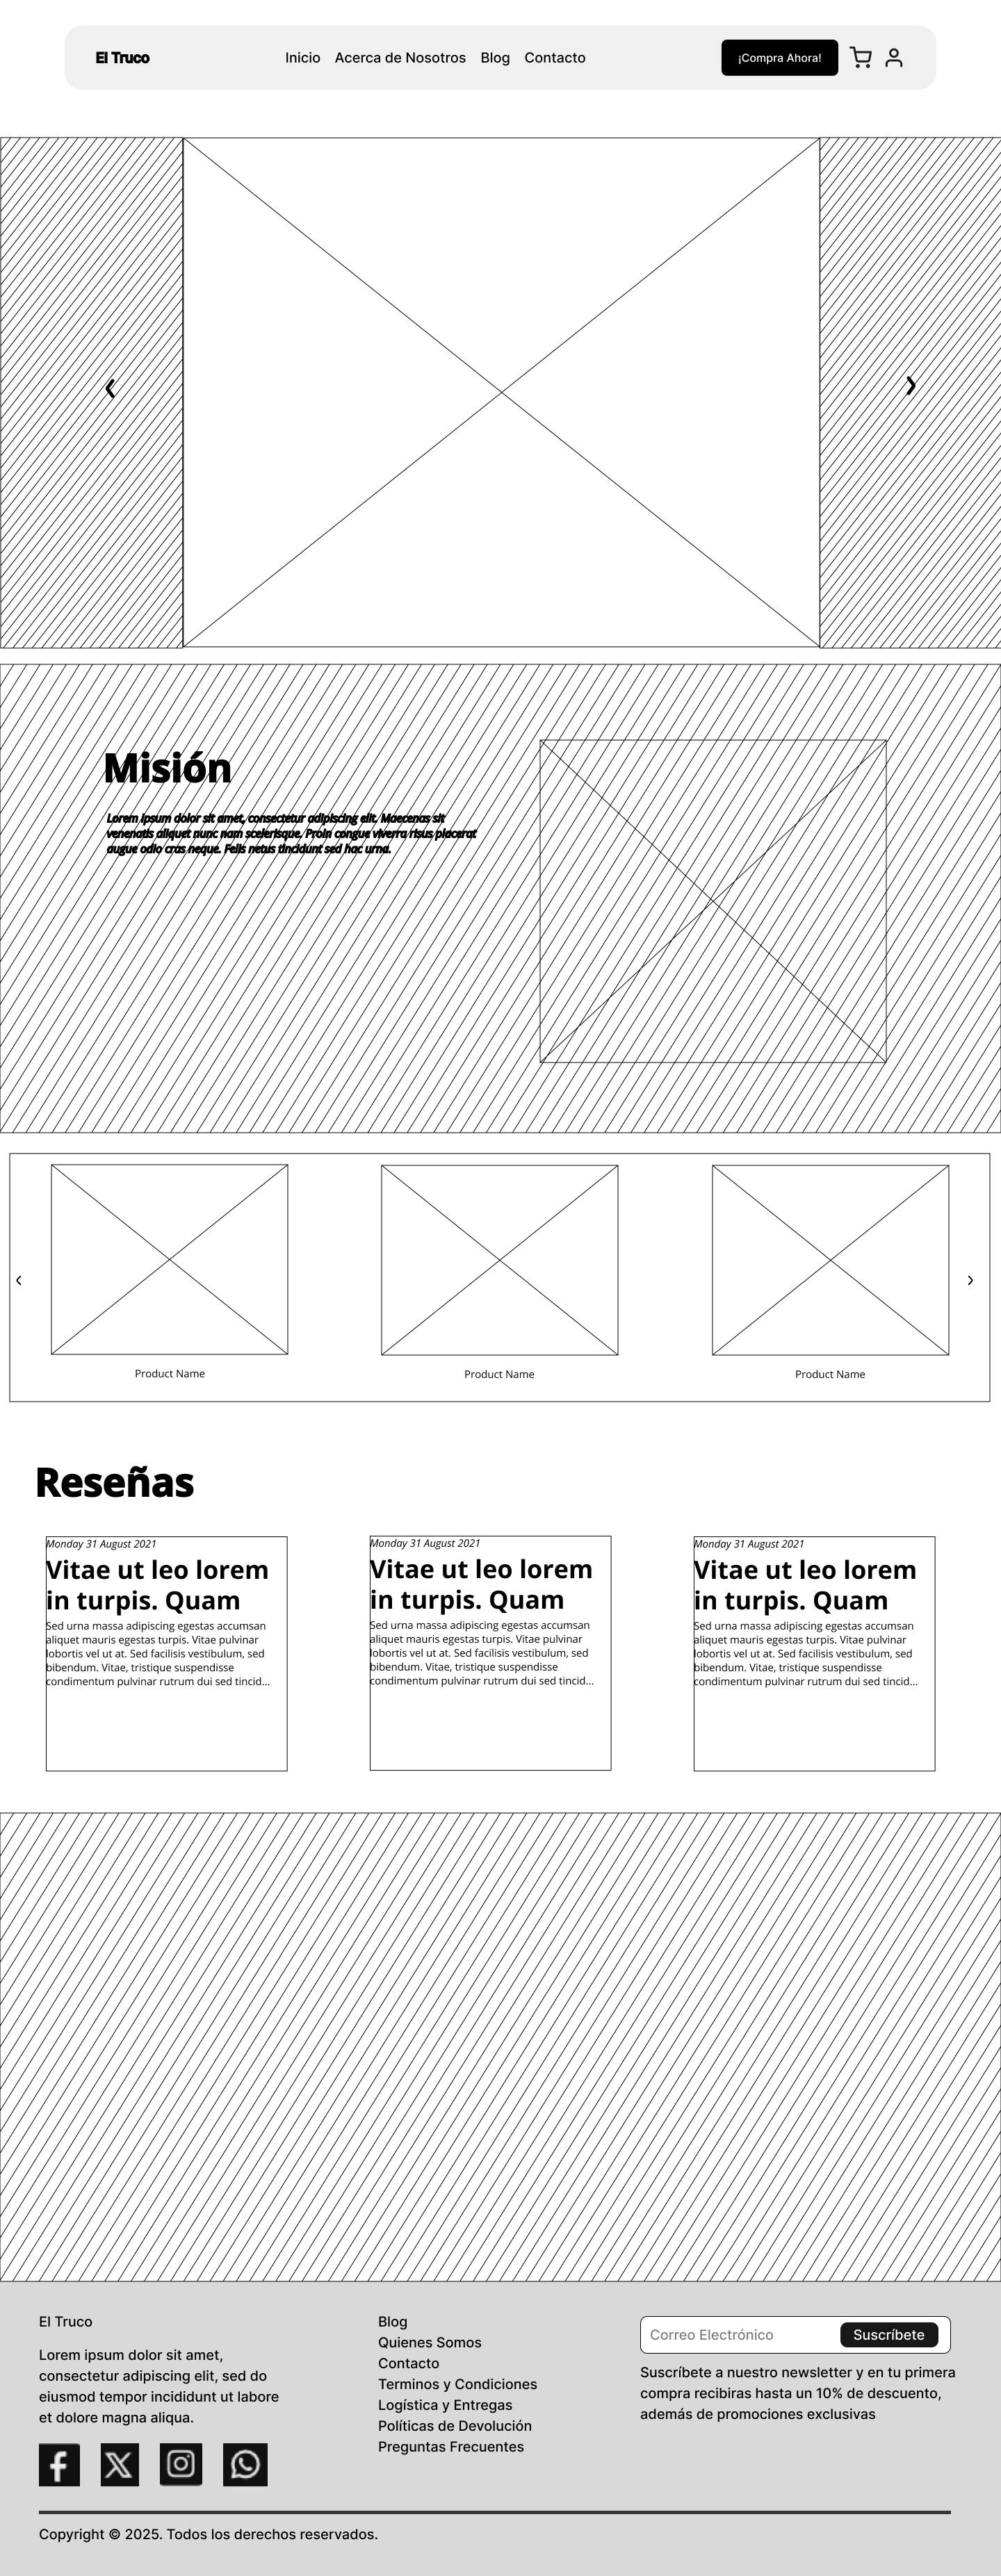 El Truco
Inicio Acerca de Nosotros Blog Contacto
¡Compra Ahora!
Misión
Lorem ipsum dolor sit amet, consectetur adipiscing elit. Maecenas sit
venenatis aliquet nunc nam scelerisque. Proin congue viverra risus placerat
augue odio cras neque. Felis netus tincidunt sed hac urna.
Product Name
Product Name
Product Name
Reseñas
Monday 31 August 2021
Vitae ut leo lorem
in turpis. Quam
Sed urna massa adipiscing egestas accumsan
aliquet mauris egestas turpis. Vitae pulvinar
lobortis vel ut at. Sed facilisis vestibulum, sed
bibendum. Vitae, tristique suspendisse
condimentum pulvinar rutrum dui sed tincid...
Monday 31 August 2021
Vitae ut leo lorem
in turpis. Quam
Sed urna massa adipiscing egestas accumsan
aliquet mauris egestas turpis. Vitae pulvinar
lobortis vel ut at. Sed facilisis vestibulum, sed
bibendum. Vitae, tristique suspendisse
condimentum pulvinar rutrum dui sed tincid...
Monday 31 August 2021
Vitae ut leo lorem
in turpis. Quam
Sed urna massa adipiscing egestas accumsan
aliquet mauris egestas turpis. Vitae pulvinar
lobortis vel ut at. Sed facilisis vestibulum, sed
bibendum. Vitae, tristique suspendisse
condimentum pulvinar rutrum dui sed tincid...
El Truco
Lorem ipsum dolor sit amet,
consectetur adipiscing elit, sed do
eiusmod tempor incididunt ut labore
et dolore magna aliqua.
Blog
Quienes Somos
Contacto
Terminos y Condiciones
Logística y Entregas
Políticas de Devolución
Preguntas Frecuentes
Correo Electrónico
Suscríbete
Suscríbete a nuestro newsletter y en tu primera
compra recibiras hasta un 10% de descuento,
además de promociones exclusivas
Copyright © 2025. Todos los derechos reservados.